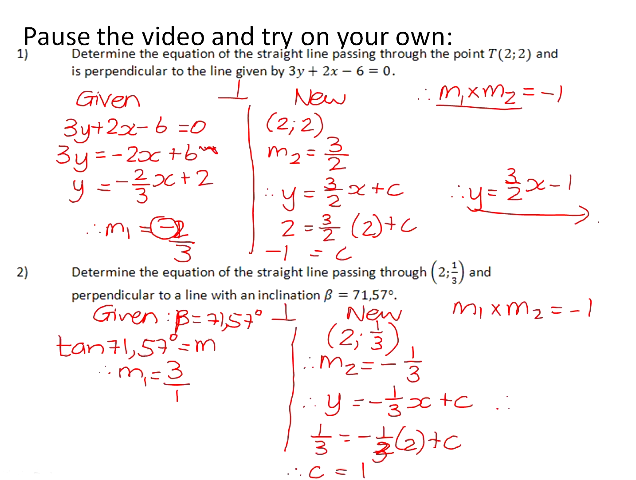 Pause the video and try on your own:
1) Determine the equation of the straight line passing through the point T(2;2) and
is perpendicular to the line given by 3y + 2x − 6 = 0.
Given ⊥ New ∴ m₁×m₂ = −1
3y+2x−6 = 0 (2;2)
3y = −2x + 6 m₂ = 3/2
y = −2/3 x + 2 ∴ y = 3/2 x + c ∴ y = 3/2 x − 1
∴ m₁ = −2/3 2 = 3/2 (2) + c
−1 = c
2) Determine the equation of the straight line passing through (2; 1/3) and
perpendicular to a line with an inclination β = 71,57°.
Given : β = 71,57° ⊥ New m₁ × m₂ = −1
tan 71,57° = m (2; 1/3)
∴ m₁ = 3/1 ∴ m₂ = −1/3
∴ y = −1/3 x + c ∴
1/3 = −1/3 (2) + c
∴ c = 1